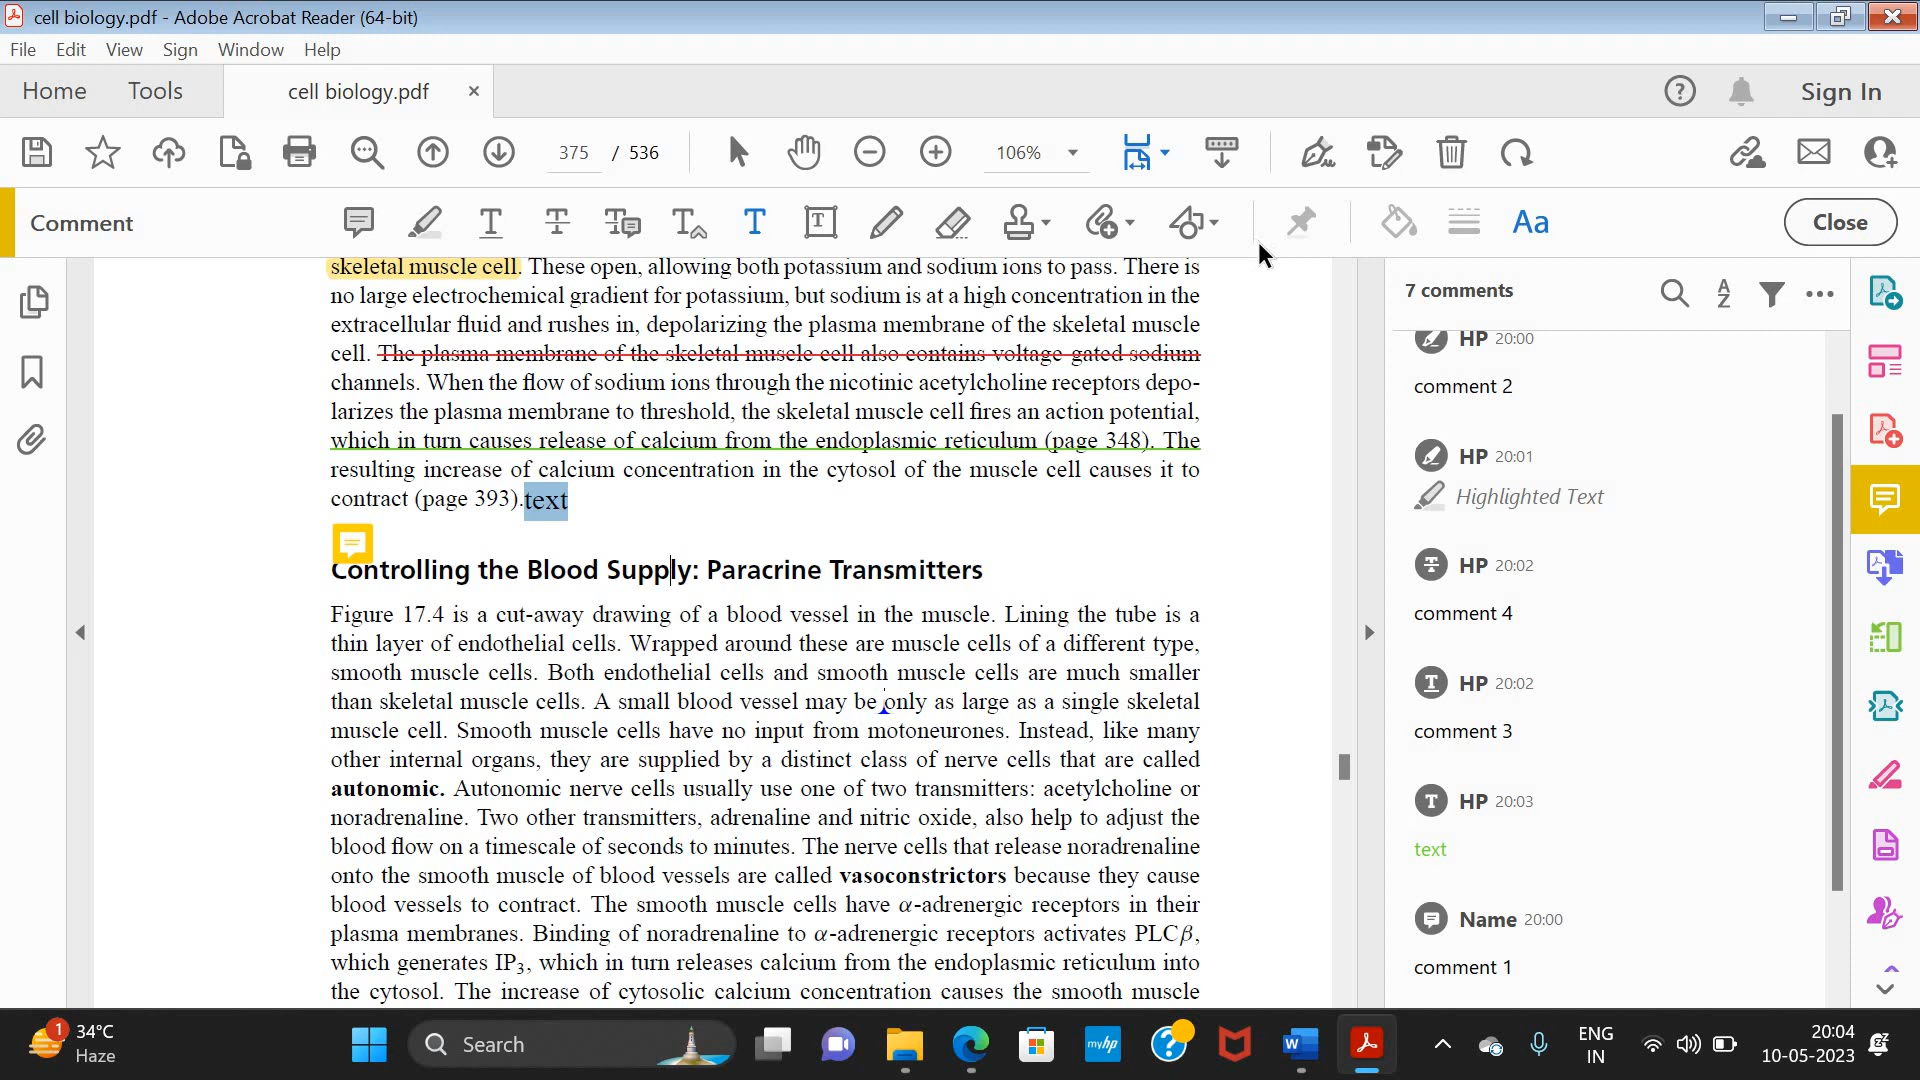 cell biology.pdf - Adobe Acrobat Reader (64-bit)
File Edit View Sign Window Help
Home Tools cell biology.pdf × Sign In
375 / 536 106%
Comment Aa Close
skeletal muscle cell. These open, allowing both potassium and sodium ions to pass. There is
no large electrochemical gradient for potassium, but sodium is at a high concentration in the
extracellular fluid and rushes in, depolarizing the plasma membrane of the skeletal muscle
cell. The plasma membrane of the skeletal muscle cell also contains voltage-gated sodium
channels. When the flow of sodium ions through the nicotinic acetylcholine receptors depo-
larizes the plasma membrane to threshold, the skeletal muscle cell fires an action potential,
which in turn causes release of calcium from the endoplasmic reticulum (page 348). The
resulting increase of calcium concentration in the cytosol of the muscle cell causes it to
contract (page 393).text
Controlling the Blood Supply: Paracrine Transmitters
Figure 17.4 is a cut-away drawing of a blood vessel in the muscle. Lining the tube is a
thin layer of endothelial cells. Wrapped around these are muscle cells of a different type,
smooth muscle cells. Both endothelial cells and smooth muscle cells are much smaller
than skeletal muscle cells. A small blood vessel may be only as large as a single skeletal
muscle cell. Smooth muscle cells have no input from motoneurones. Instead, like many
other internal organs, they are supplied by a distinct class of nerve cells that are called
autonomic. Autonomic nerve cells usually use one of two transmitters: acetylcholine or
noradrenaline. Two other transmitters, adrenaline and nitric oxide, also help to adjust the
blood flow on a timescale of seconds to minutes. The nerve cells that release noradrenaline
onto the smooth muscle of blood vessels are called vasoconstrictors because they cause
blood vessels to contract. The smooth muscle cells have α-adrenergic receptors in their
plasma membranes. Binding of noradrenaline to α-adrenergic receptors activates PLCβ,
which generates IP₃, which in turn releases calcium from the endoplasmic reticulum into
the cytosol. The increase of cytosolic calcium concentration causes the smooth muscle
7 comments
HP 20:00
comment 2
HP 20:01
Highlighted Text
HP 20:02
comment 4
HP 20:02
comment 3
HP 20:03
text
Name 20:00
comment 1
1 34°C
Haze
Search
myhp
ENG
IN
20:04
10-05-2023